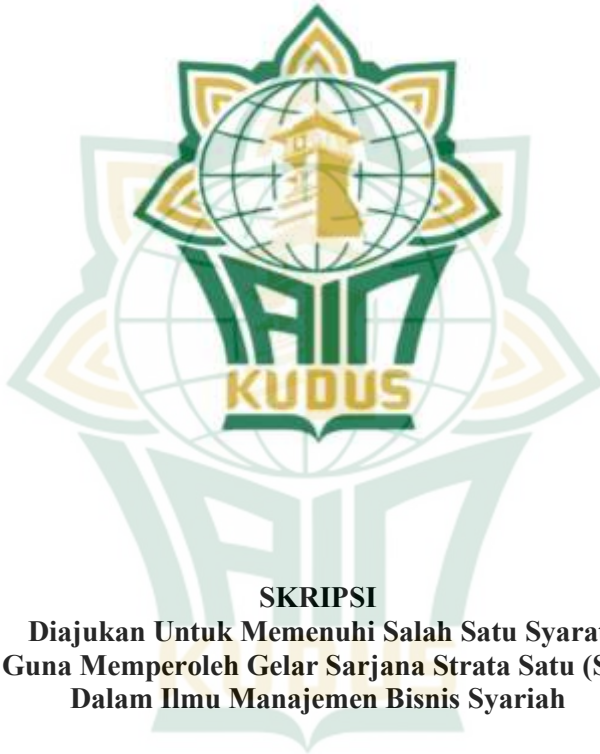 IAIN
KUDUS
SKRIPSI
Diajukan Untuk Memenuhi Salah Satu Syara
Guna Memperoleh Gelar Sarjana Strata Satu (S
Dalam Ilmu Manajemen Bisnis Syariah